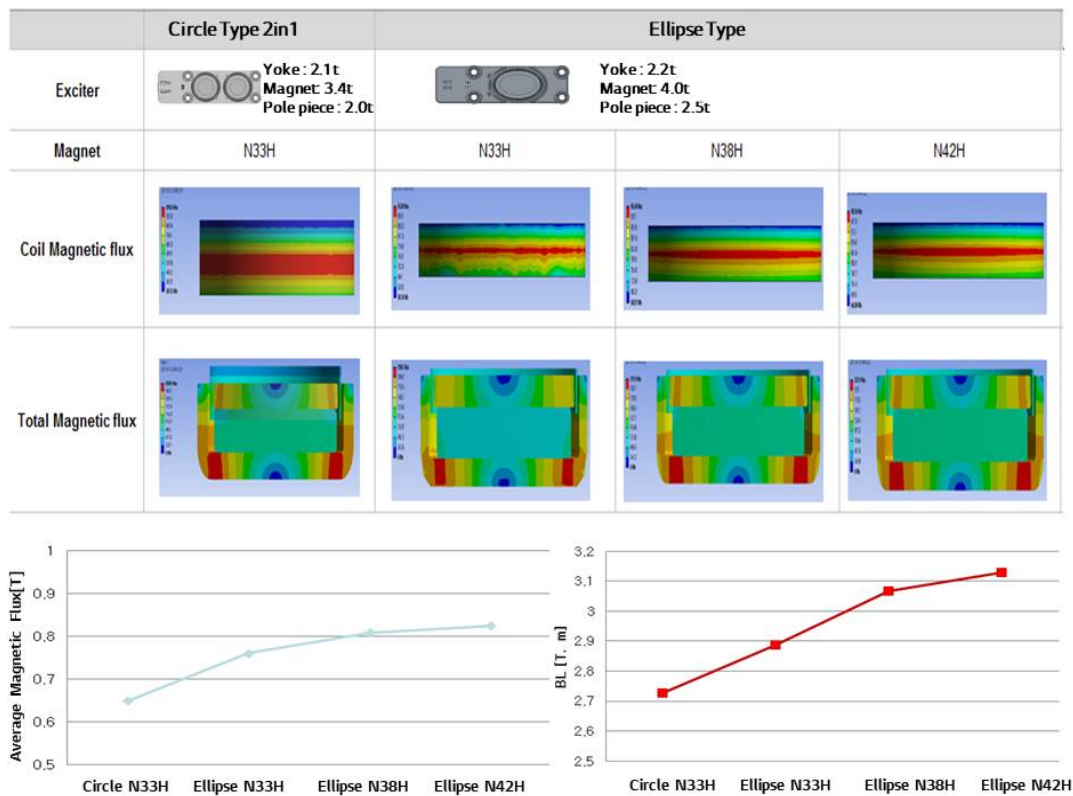 Circle Type 2in1
Ellipse Type
Exciter
Yoke : 2.1t
Magnet: 3.4t
Pole piece : 2.0t
Yoke : 2.2t
Magnet: 4.0t
Pole piece : 2.5t
Magnet
N33H
N33H
N38H
N42H
Coil Magnetic flux
Total Magnetic flux
Average Magnetic Flux[T]
1
0.9
0.8
0.7
0.6
0.5
Circle N33H
Ellipse N33H
Ellipse N38H
Ellipse N42H
BL [T. m]
3.2
3.1
3
2.9
2.8
2.7
2.6
2.5
Circle N33H
Ellipse N33H
Ellipse N38H
Ellipse N42H